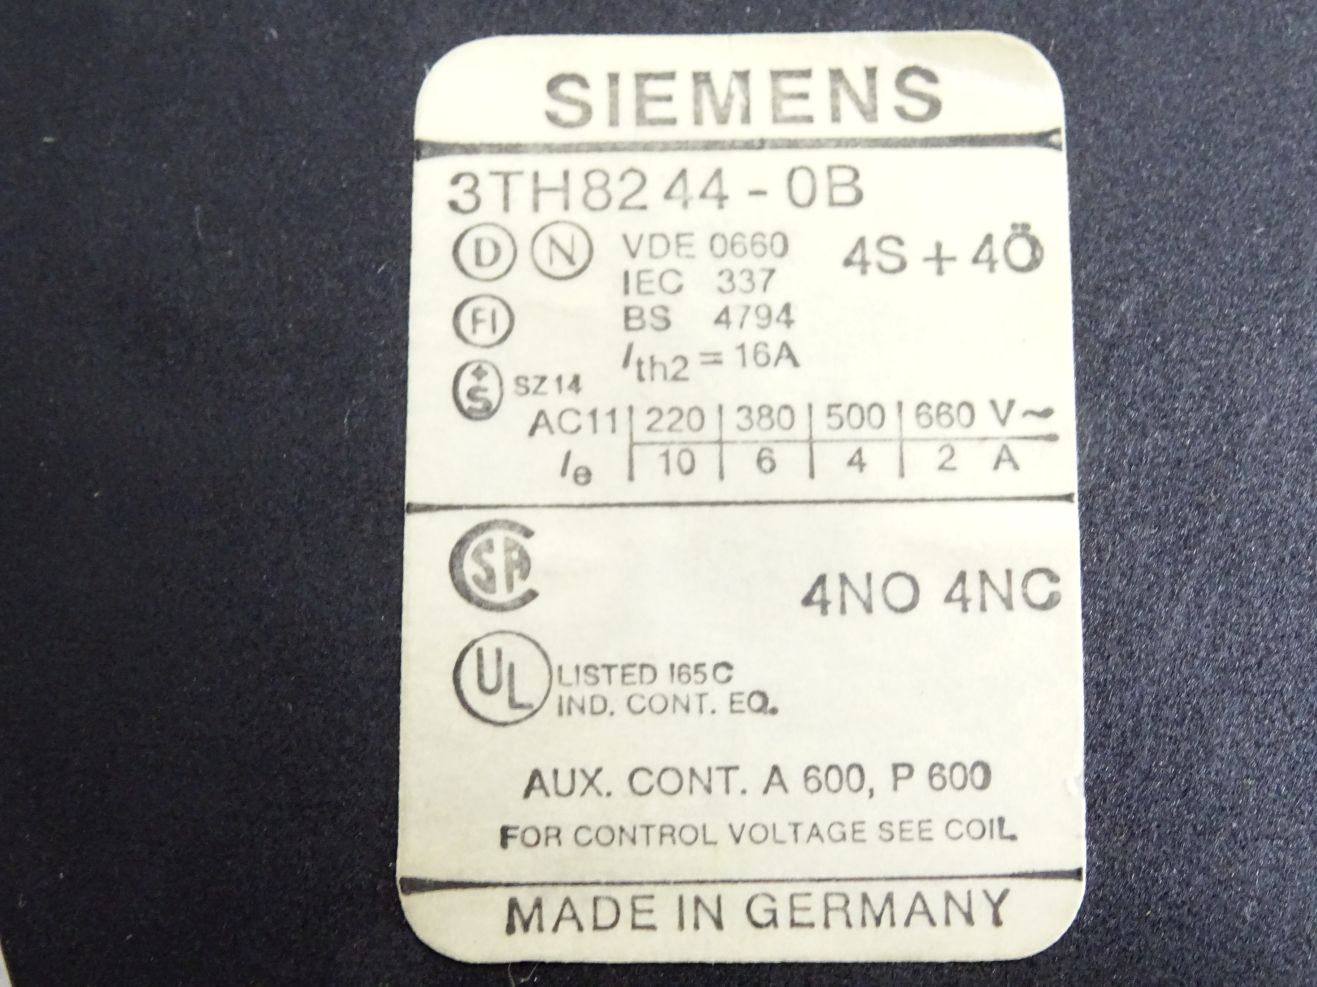 SIEMENS
3TH8244-0B
D N VDE 0660 4S+4Ö
IEC 337
FI BS 4794
Ith2 = 16A
+S SZ14
AC11 | 220 | 380 | 500 | 660 V~
Ie | 10 | 6 | 4 | 2 A
SA
4NO 4NC
UL LISTED 165C
IND. CONT. EQ.
AUX. CONT. A 600, P 600
FOR CONTROL VOLTAGE SEE COIL
MADE IN GERMANY